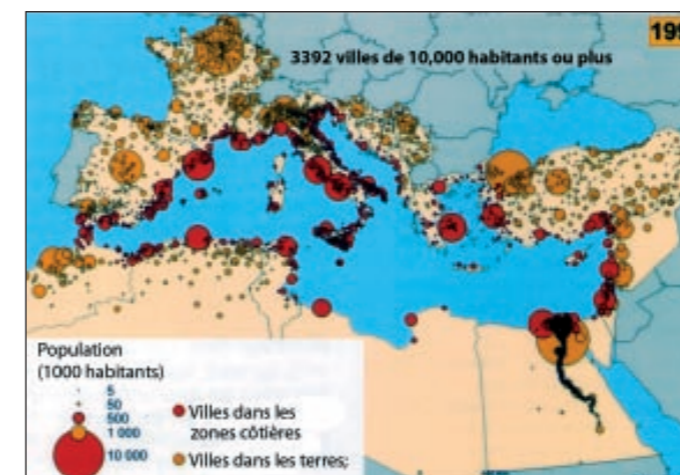 199
3392 villes de 10,000 habitants ou plus
Population
(1000 habitants)
5
50
500
1 000
10 000
Villes dans les
zones côtières
Villes dans les terres;